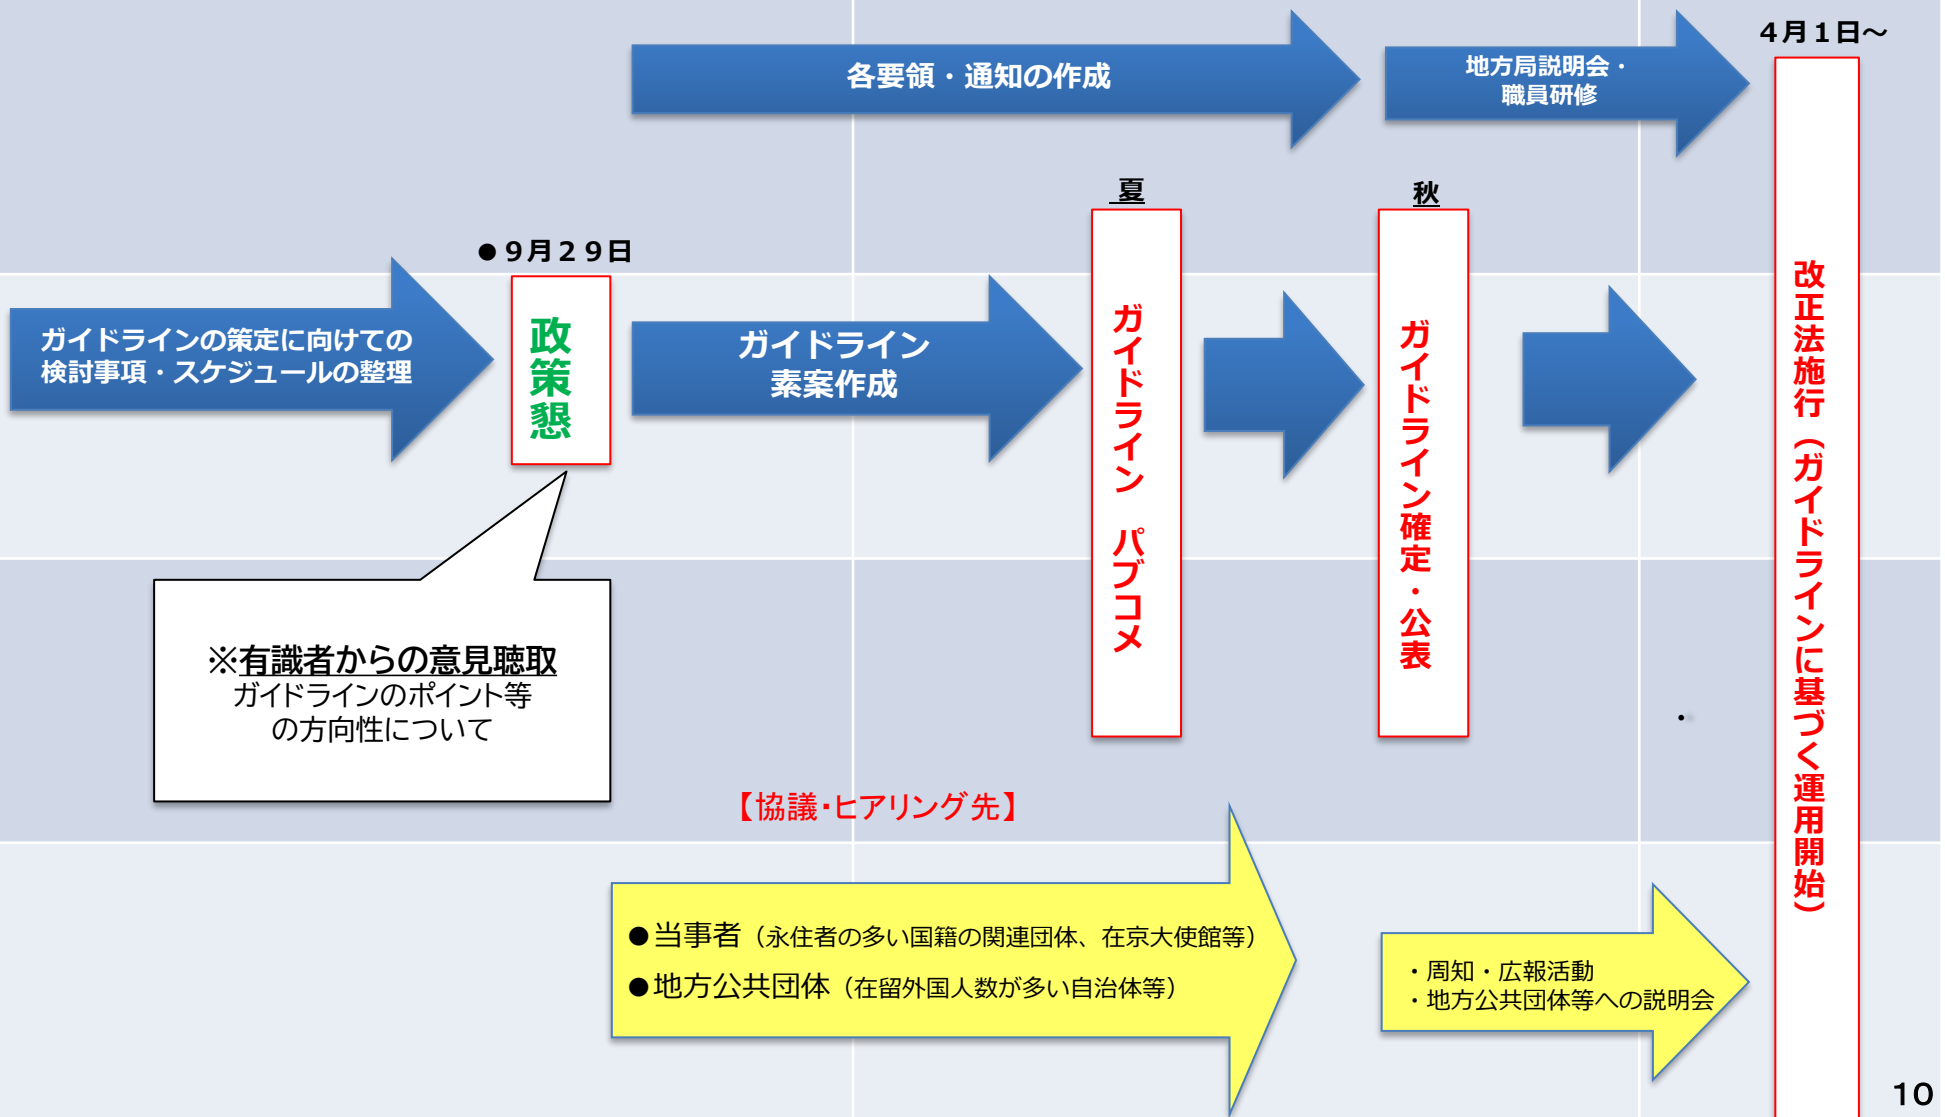 ４月１日～
各要領・通知の作成
地方局説明会・
職員研修
夏
秋
●９月２９日
ガイドラインの策定に向けての
検討事項・スケジュールの整理
政策懇
ガイドライン
素案作成
ガイドライン　パブコメ
ガイドライン確定・公表
改正法施行（ガイドラインに基づく運用開始）
※有識者からの意見聴取
ガイドラインのポイント等
の方向性について
・
【協議・ヒアリング先】
●当事者（永住者の多い国籍の関連団体、在京大使館等）
●地方公共団体（在留外国人数が多い自治体等）
・周知・広報活動
・地方公共団体等への説明会
10